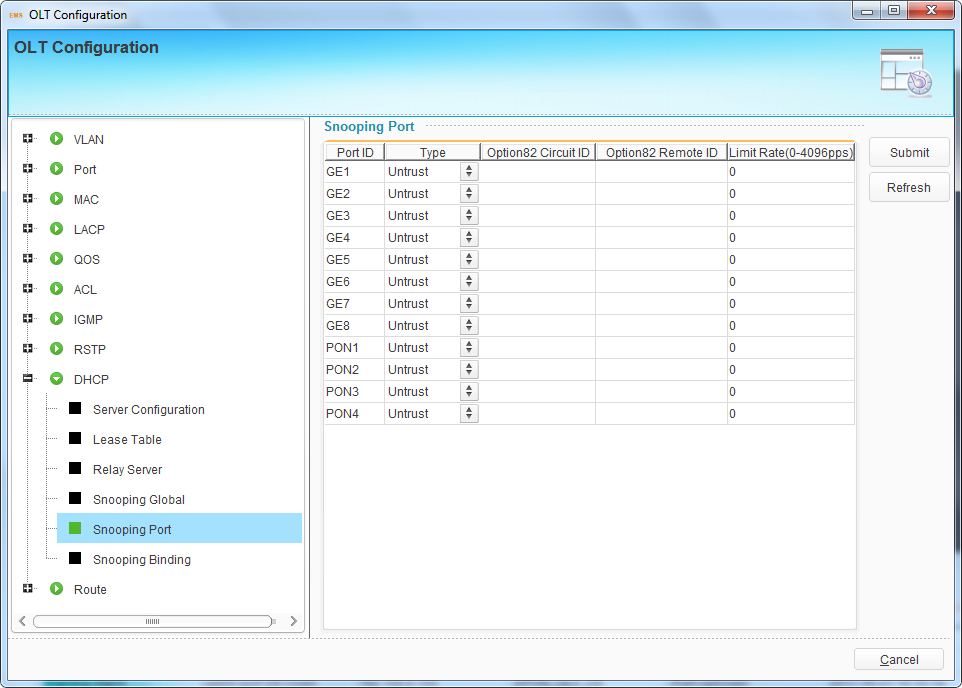 EMS OLT Configuration
OLT Configuration
VLAN
Port
MAC
LACP
QOS
ACL
IGMP
RSTP
DHCP
Server Configuration
Lease Table
Relay Server
Snooping Global
Snooping Port
Snooping Binding
Route
Snooping Port
Port ID Type Option82 Circuit ID Option82 Remote ID Limit Rate(0-4096pps)
GE1 Untrust 0
GE2 Untrust 0
GE3 Untrust 0
GE4 Untrust 0
GE5 Untrust 0
GE6 Untrust 0
GE7 Untrust 0
GE8 Untrust 0
PON1 Untrust 0
PON2 Untrust 0
PON3 Untrust 0
PON4 Untrust 0
Submit
Refresh
Cancel